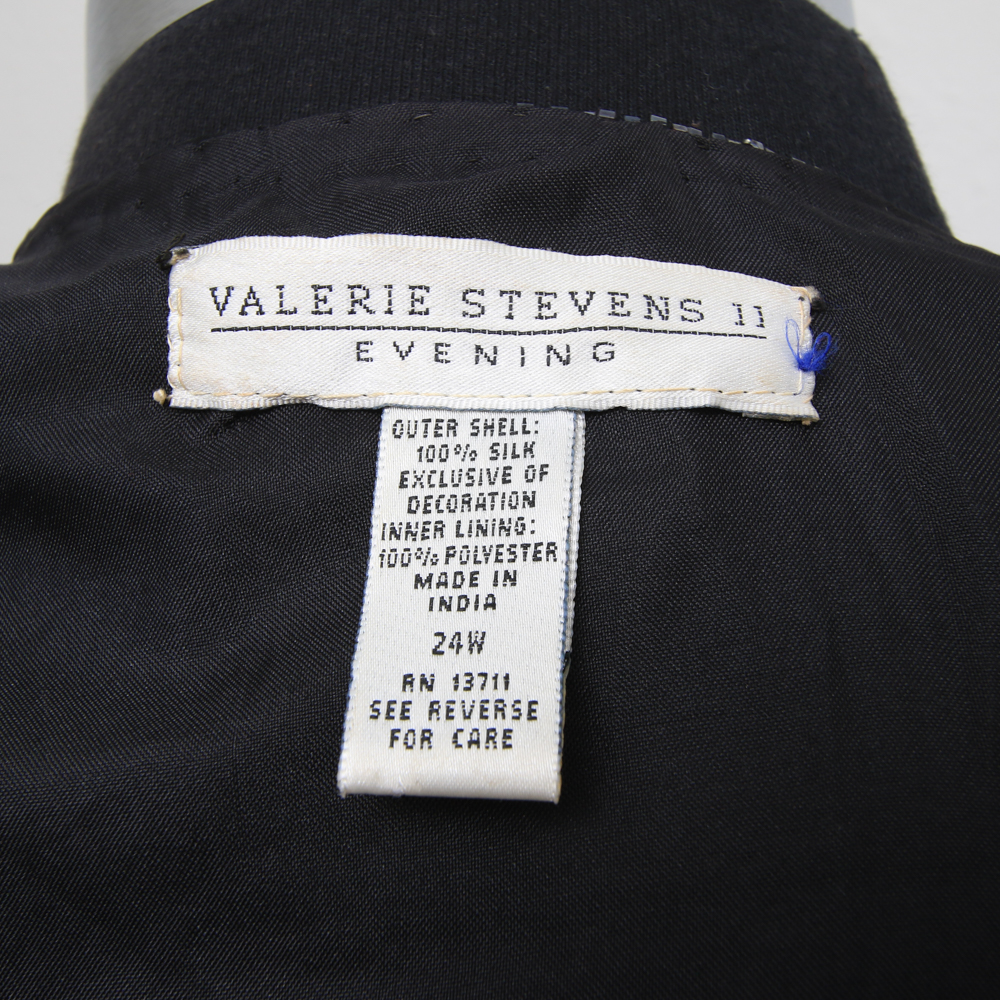 VALERIE STEVENS II
EVENING
OUTER SHELL:
100% SILK
EXCLUSIVE OF
DECORATION
INNER LINING:
100% POLYESTER
MADE IN
INDIA
24W
RN 13711
SEE REVERSE
FOR CARE